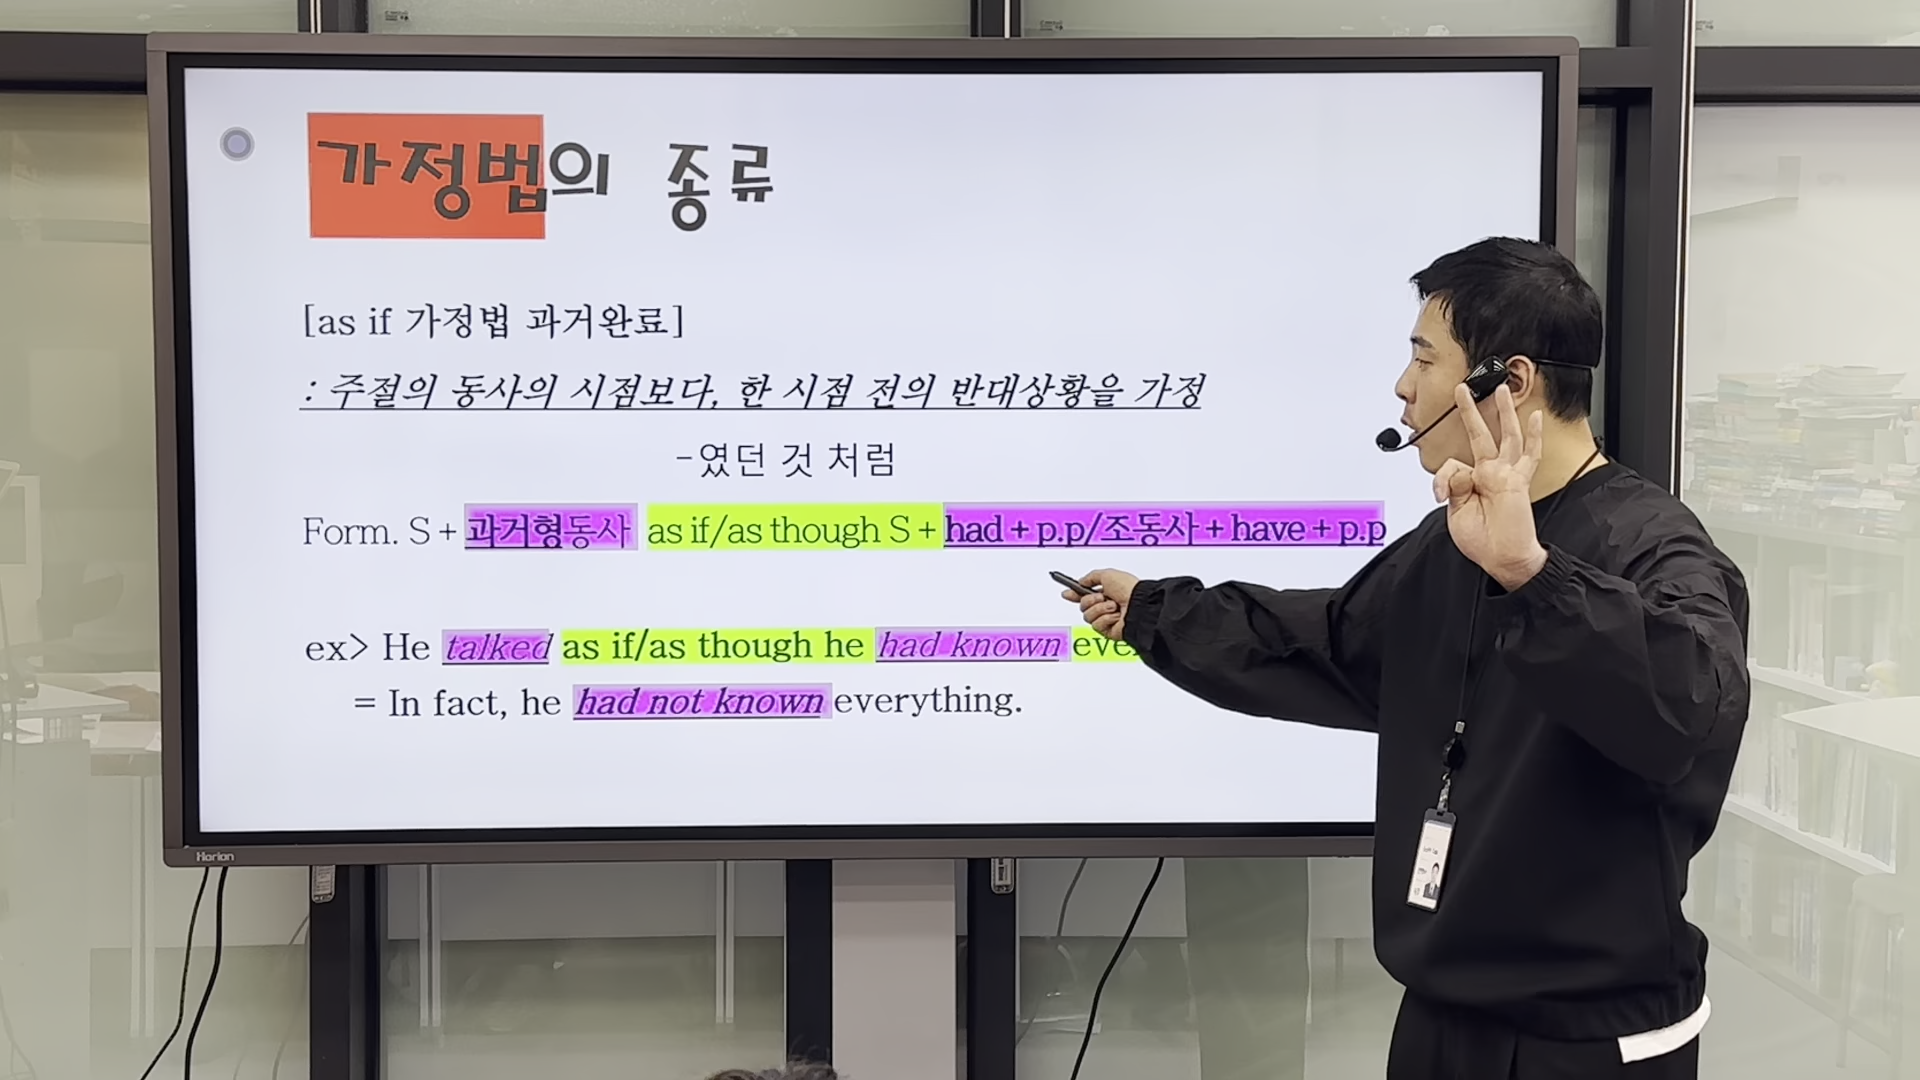 가정법의 종류
[as if 가정법 과거완료]
: 주절의 동사의 시점보다, 한 시점 전의 반대상황을 가정
-였던 것 처럼
Form. S + 과거형동사 as if/as though S + had + p.p/조동사 + have + p.p
ex> He talked as if/as though he had known
= In fact, he had not known everything.
Horion